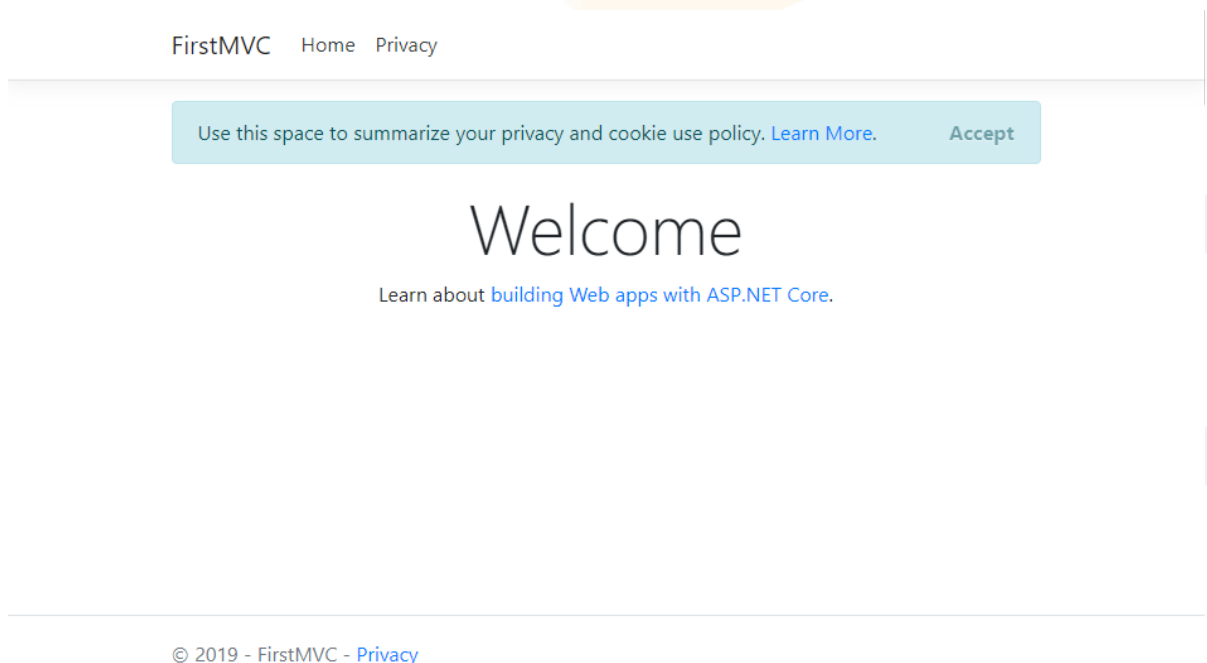 FirstMVC Home Privacy
Use this space to summarize your privacy and cookie use policy. Learn More. Accept
Welcome
Learn about building Web apps with ASP.NET Core.
© 2019 - FirstMVC - Privacy